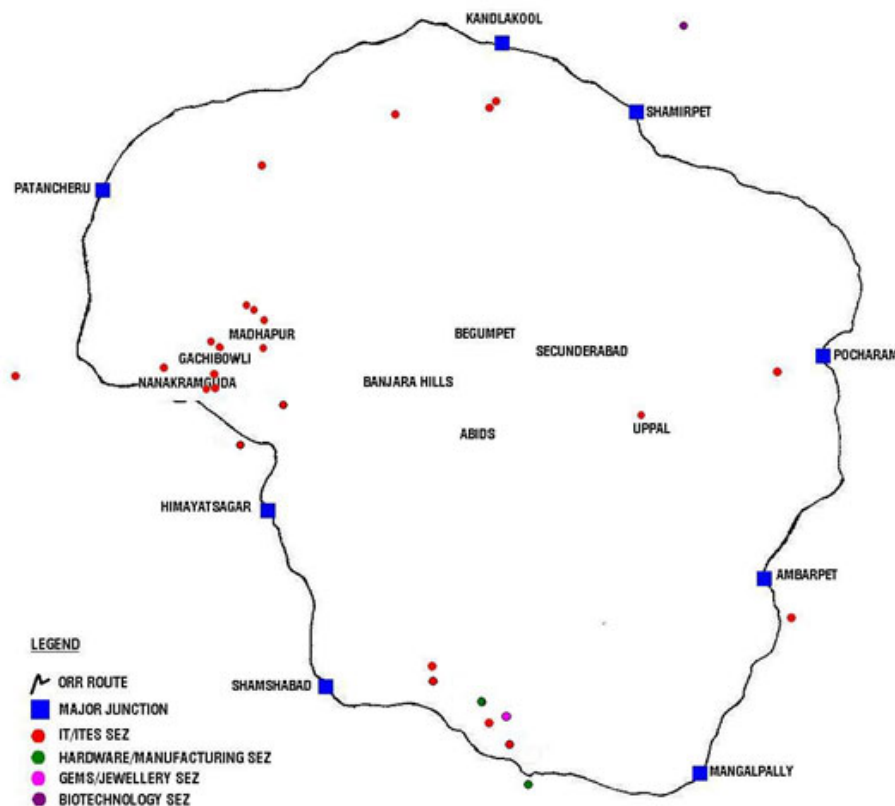 KANDLAKOOL
SHAMIRPET
PATANCHERU
MADHAPUR
BEGUMPET
SECUNDERABAD
POCHARAM
GACHIBOWLI
NANAKRAMGUDA
BANJARA HILLS
ABIDS
UPPAL
HIMAYATSAGAR
AMBARPET
SHAMSHABAD
MANGALPALLY
LEGEND
ORR ROUTE
MAJOR JUNCTION
IT/ITES SEZ
HARDWARE/MANUFACTURING SEZ
GEMS/JEWELLERY SEZ
BIOTECHNOLOGY SEZ